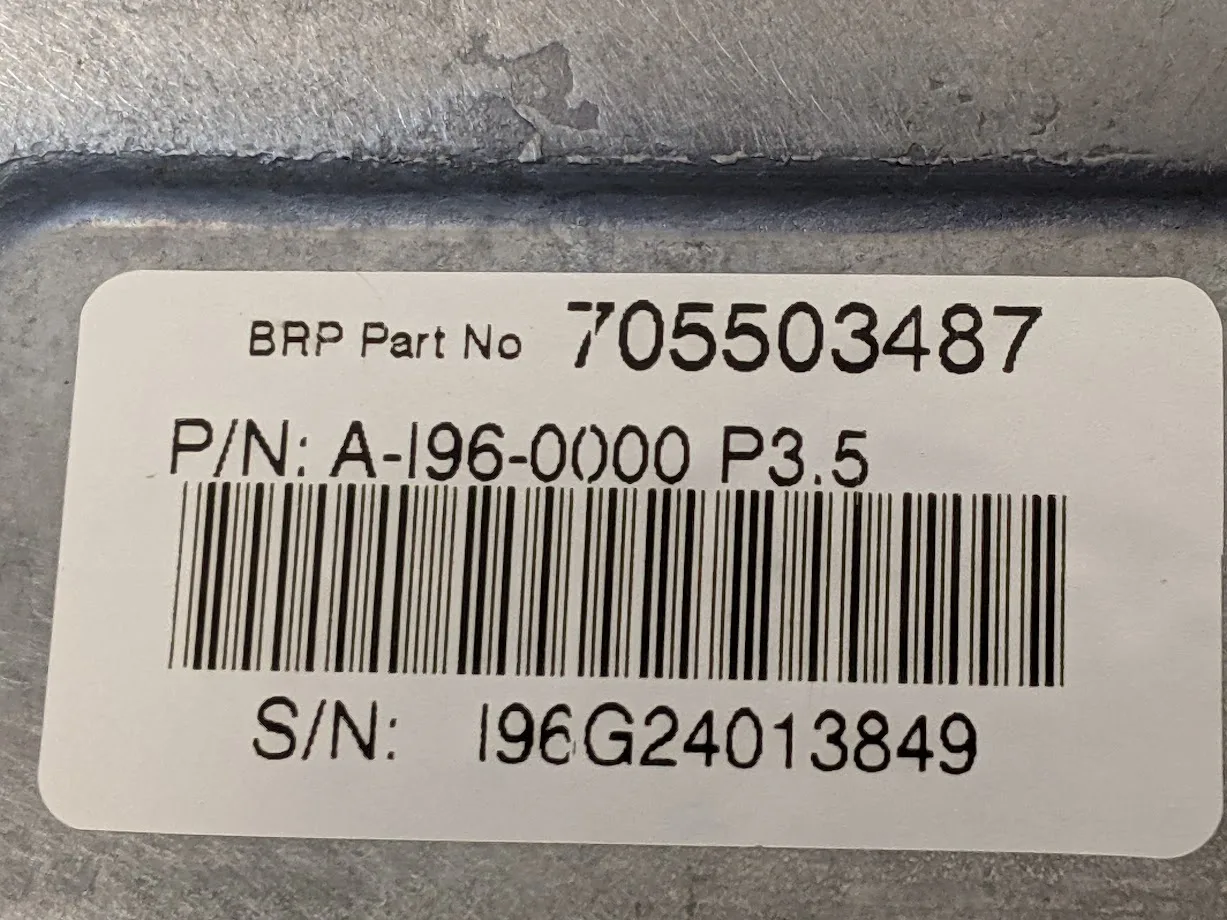 BRP Part No 705503487
P/N: A-I96-0000 P3.5
S/N: I96G24013849